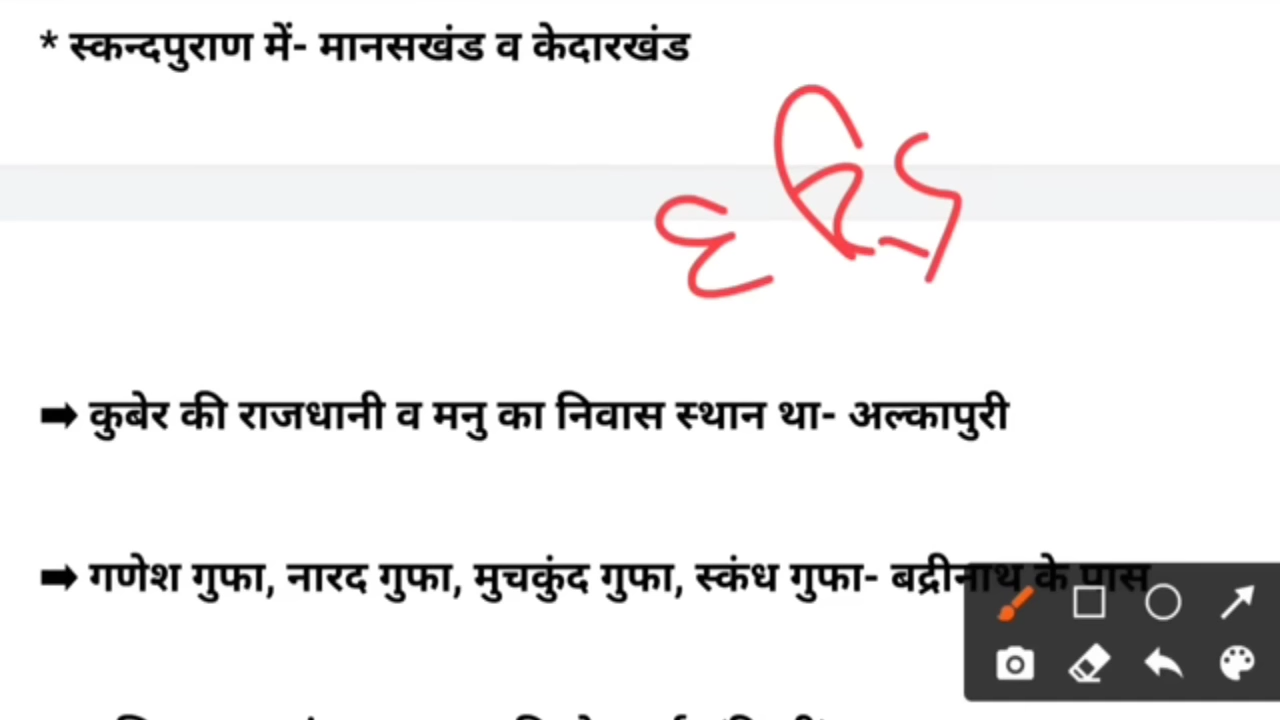 * स्कन्दपुराण में- मानसखंड व केदारखंड
➡ कुबेर की राजधानी व मनु का निवास स्थान था- अल्कापुरी
➡ गणेश गुफा, नारद गुफा, मुचकुंद गुफा, स्कंध गुफा- बद्रीनाथ के पास